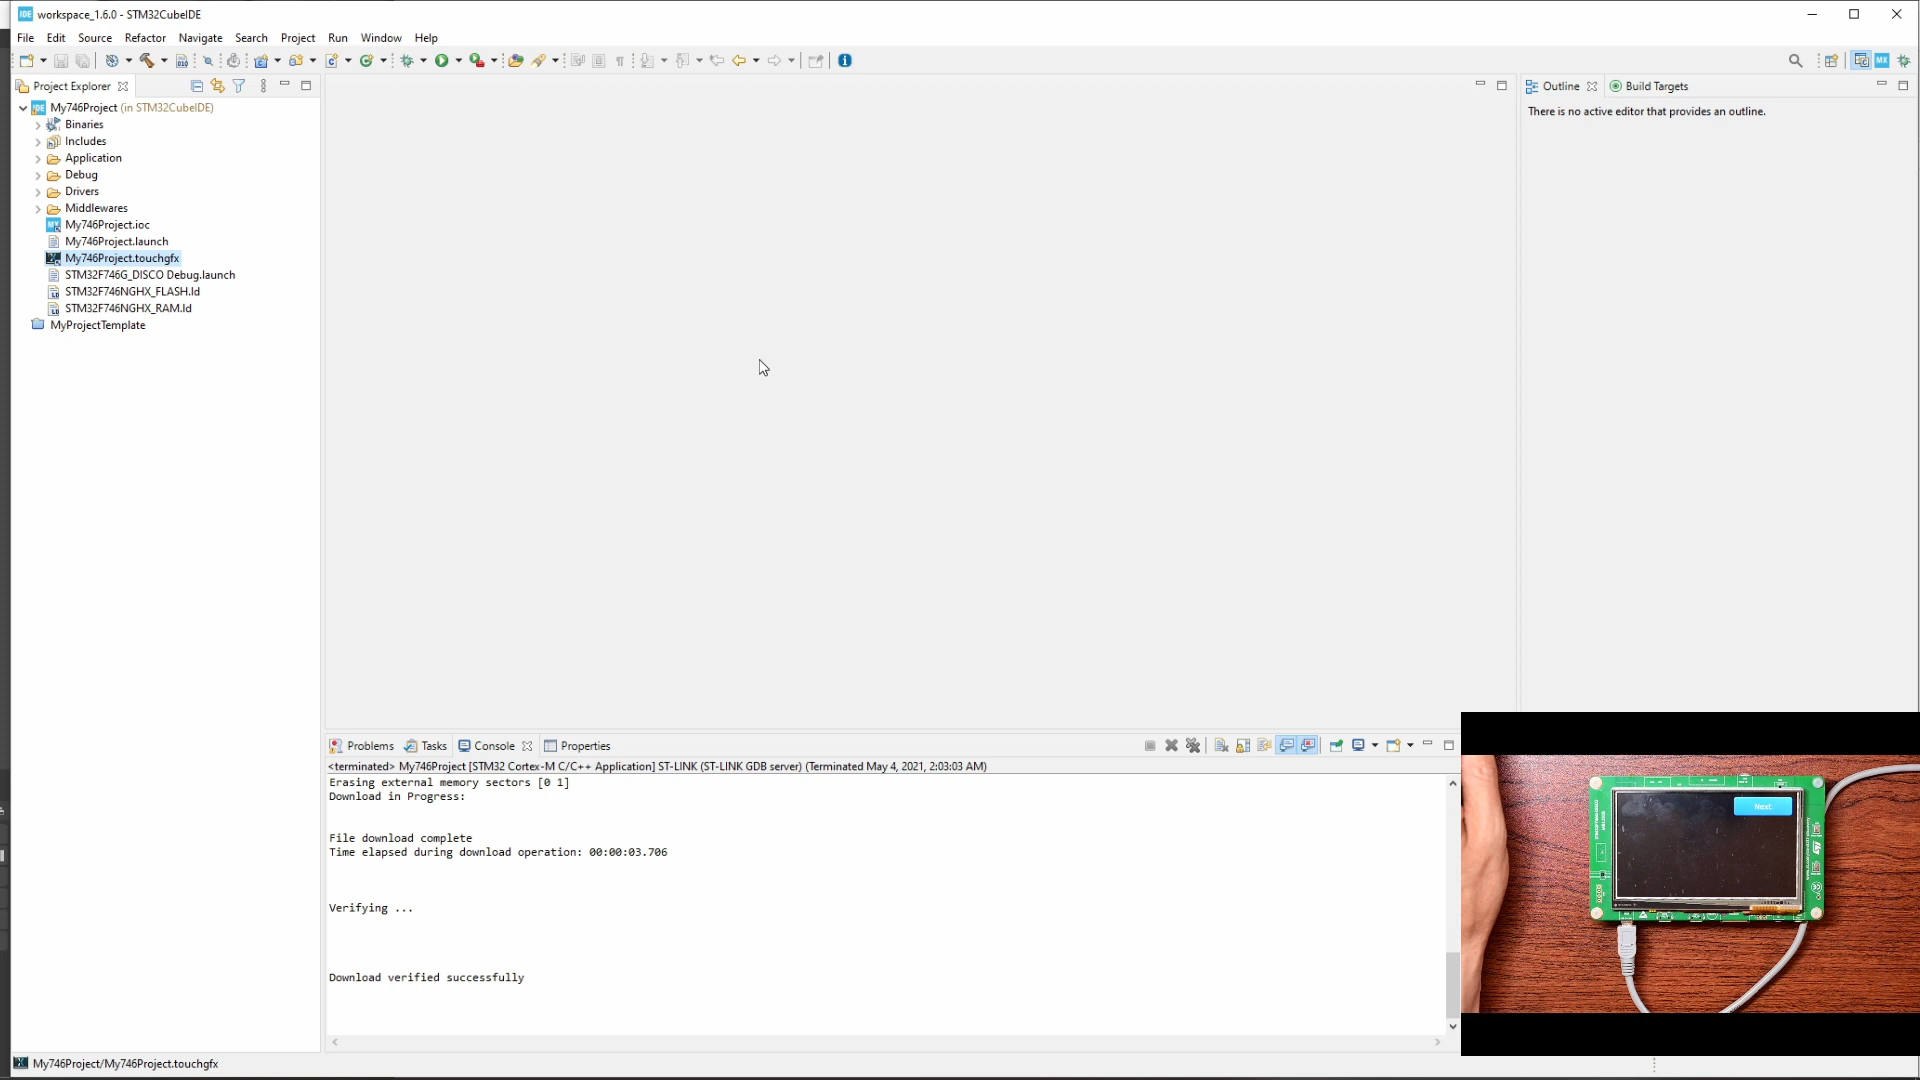 IDE workspace_1.6.0 - STM32CubeIDE
File Edit Source Refactor Navigate Search Project Run Window Help
Project Explorer
My746Project (in STM32CubeIDE)
Binaries
Includes
Application
Debug
Drivers
Middlewares
My746Project.ioc
My746Project.launch
My746Project.touchgfx
STM32F746G_DISCO Debug.launch
STM32F746NGHX_FLASH.ld
STM32F746NGHX_RAM.ld
MyProjectTemplate
Outline Build Targets
There is no active editor that provides an outline.
Problems Tasks Console Properties
<terminated> My746Project [STM32 Cortex-M C/C++ Application] ST-LINK (ST-LINK GDB server) (Terminated May 4, 2021, 2:03:03 AM)
Erasing external memory sectors [0 1]
Download in Progress:
File download complete
Time elapsed during download operation: 00:00:03.706
Verifying ...
Download verified successfully
Next
My746Project/My746Project.touchgfx